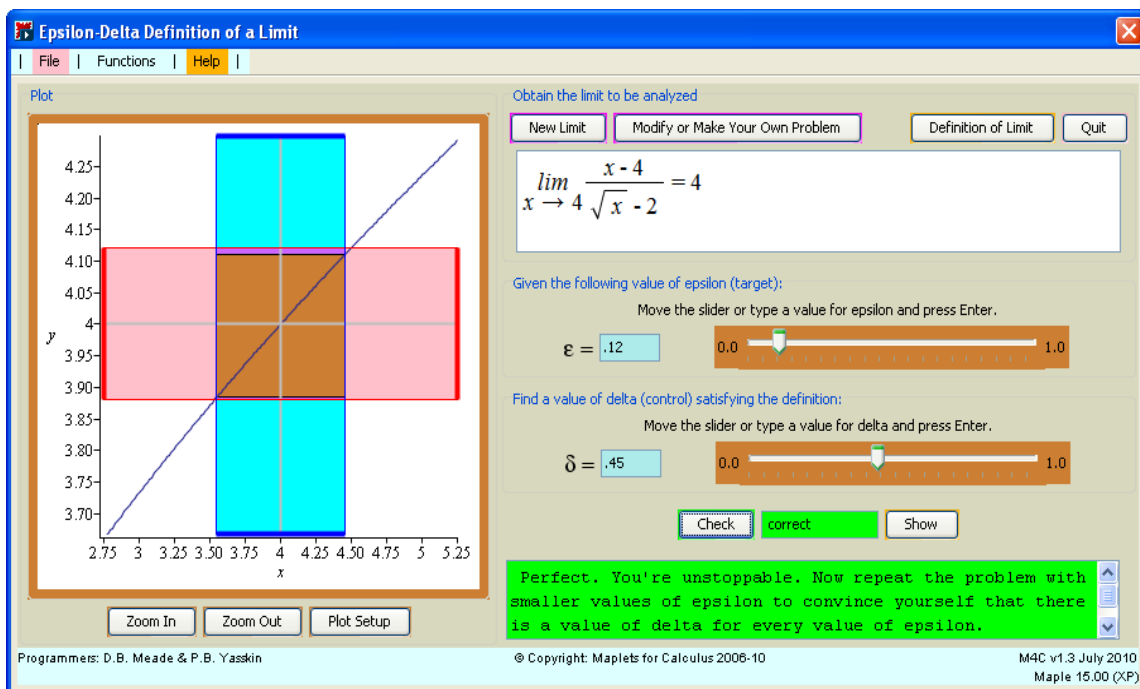 Epsilon-Delta Definition of a Limit
| File | Functions | Help |
Plot
4.25
4.20
4.15
4.10
4.05
y 4
3.95
3.90
3.85
3.80
3.75
3.70
2.75 3 3.25 3.50 3.75 4 4.25 4.50 4.75 5 5.25
x
Zoom In Zoom Out Plot Setup
Obtain the limit to be analyzed
New Limit Modify or Make Your Own Problem Definition of Limit Quit
lim x → 4 (x - 4)/(√x - 2) = 4
Given the following value of epsilon (target):
Move the slider or type a value for epsilon and press Enter.
ε = .12 0.0 1.0
Find a value of delta (control) satisfying the definition:
Move the slider or type a value for delta and press Enter.
δ = .45 0.0 1.0
Check correct Show
Perfect. You're unstoppable. Now repeat the problem with
smaller values of epsilon to convince yourself that there
is a value of delta for every value of epsilon.
Programmers: D.B. Meade & P.B. Yasskin © Copyright: Maplets for Calculus 2006-10 M4C v1.3 July 2010
Maple 15.00 (XP)